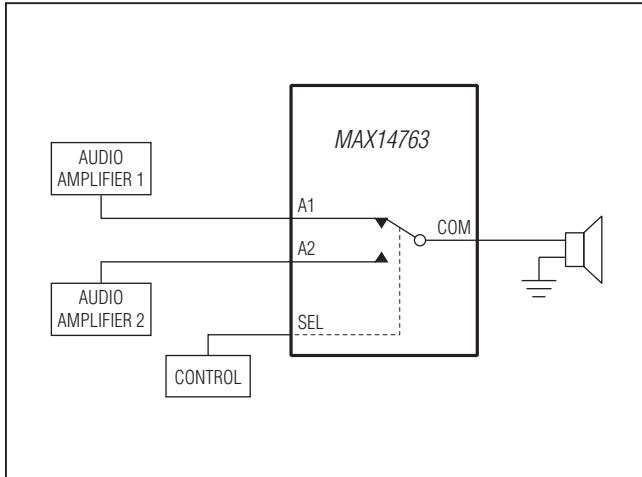 MAX14763
AUDIO
AMPLIFIER 1
A1
COM
A2
AUDIO
AMPLIFIER 2
SEL
CONTROL